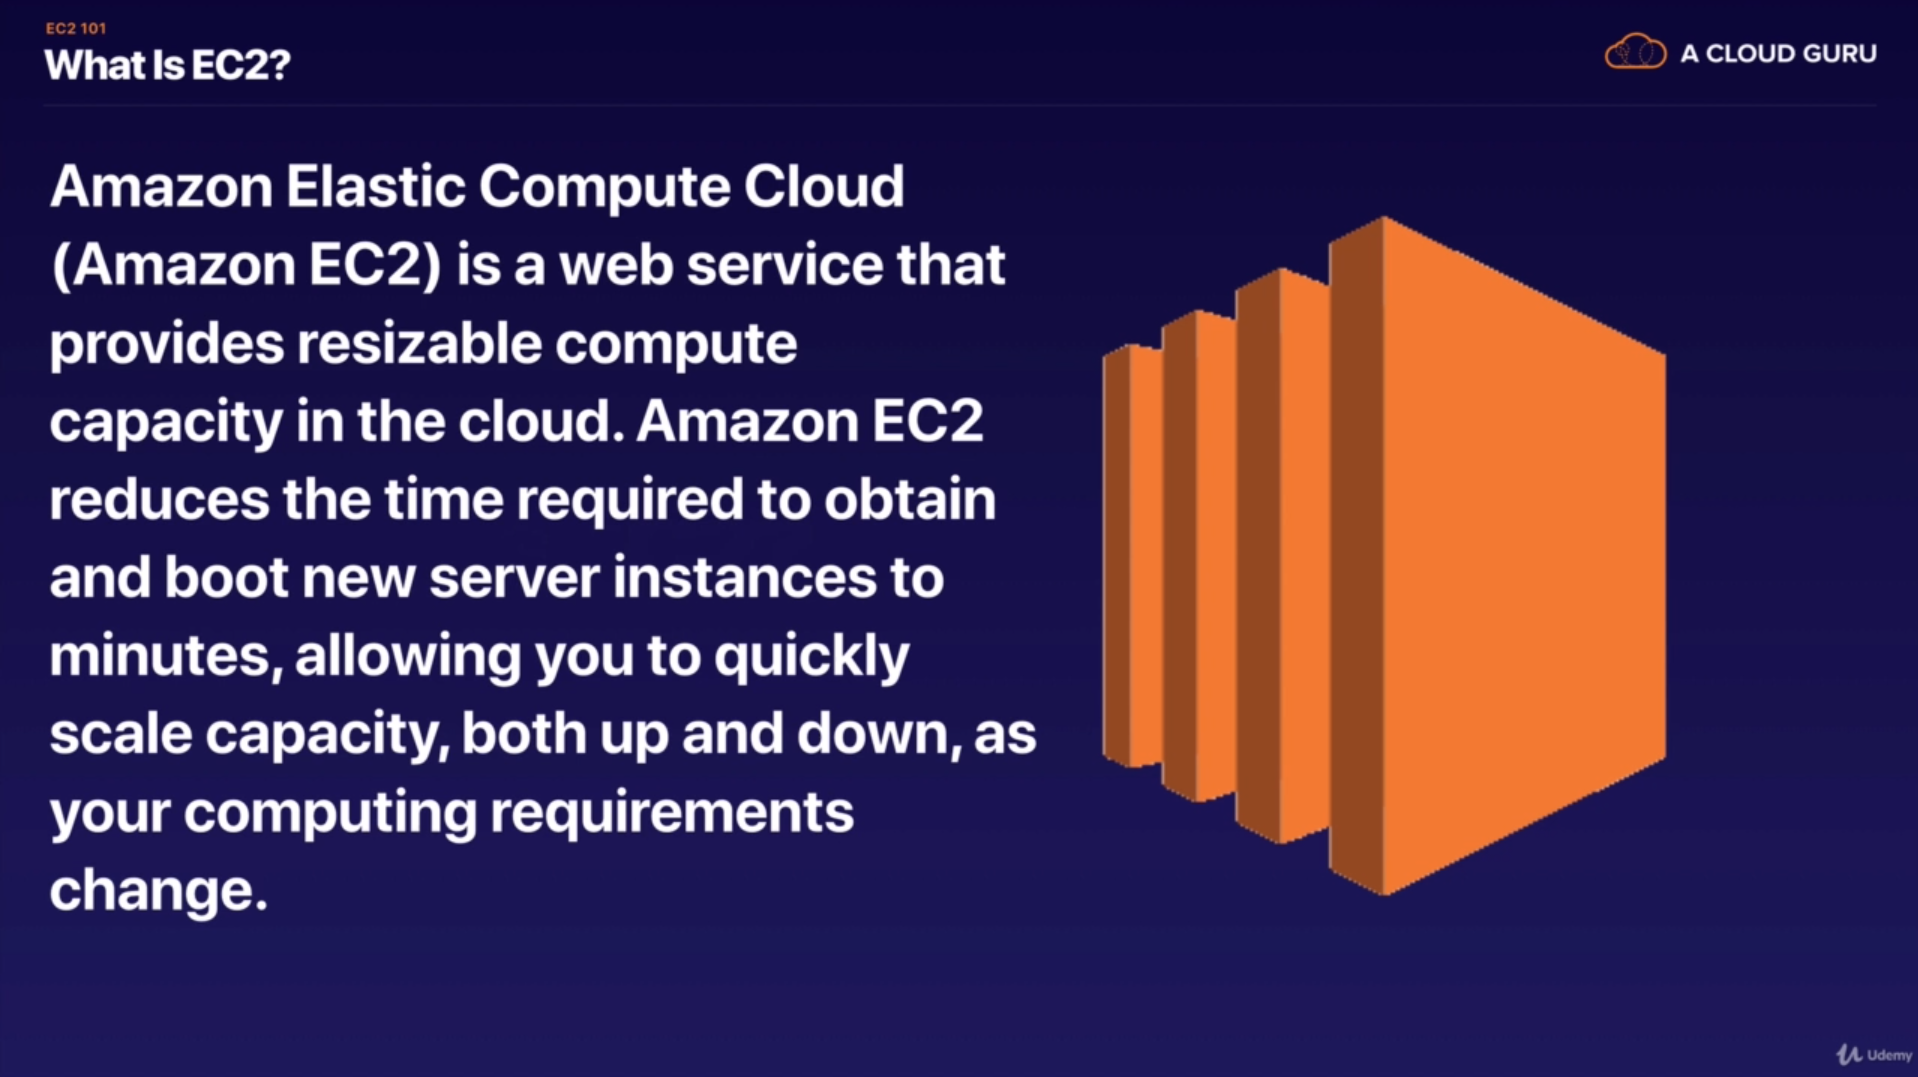 EC2 101
What Is EC2?
A CLOUD GURU
Amazon Elastic Compute Cloud
(Amazon EC2) is a web service that
provides resizable compute
capacity in the cloud. Amazon EC2
reduces the time required to obtain
and boot new server instances to
minutes, allowing you to quickly
scale capacity, both up and down, as
your computing requirements
change.
Udemy